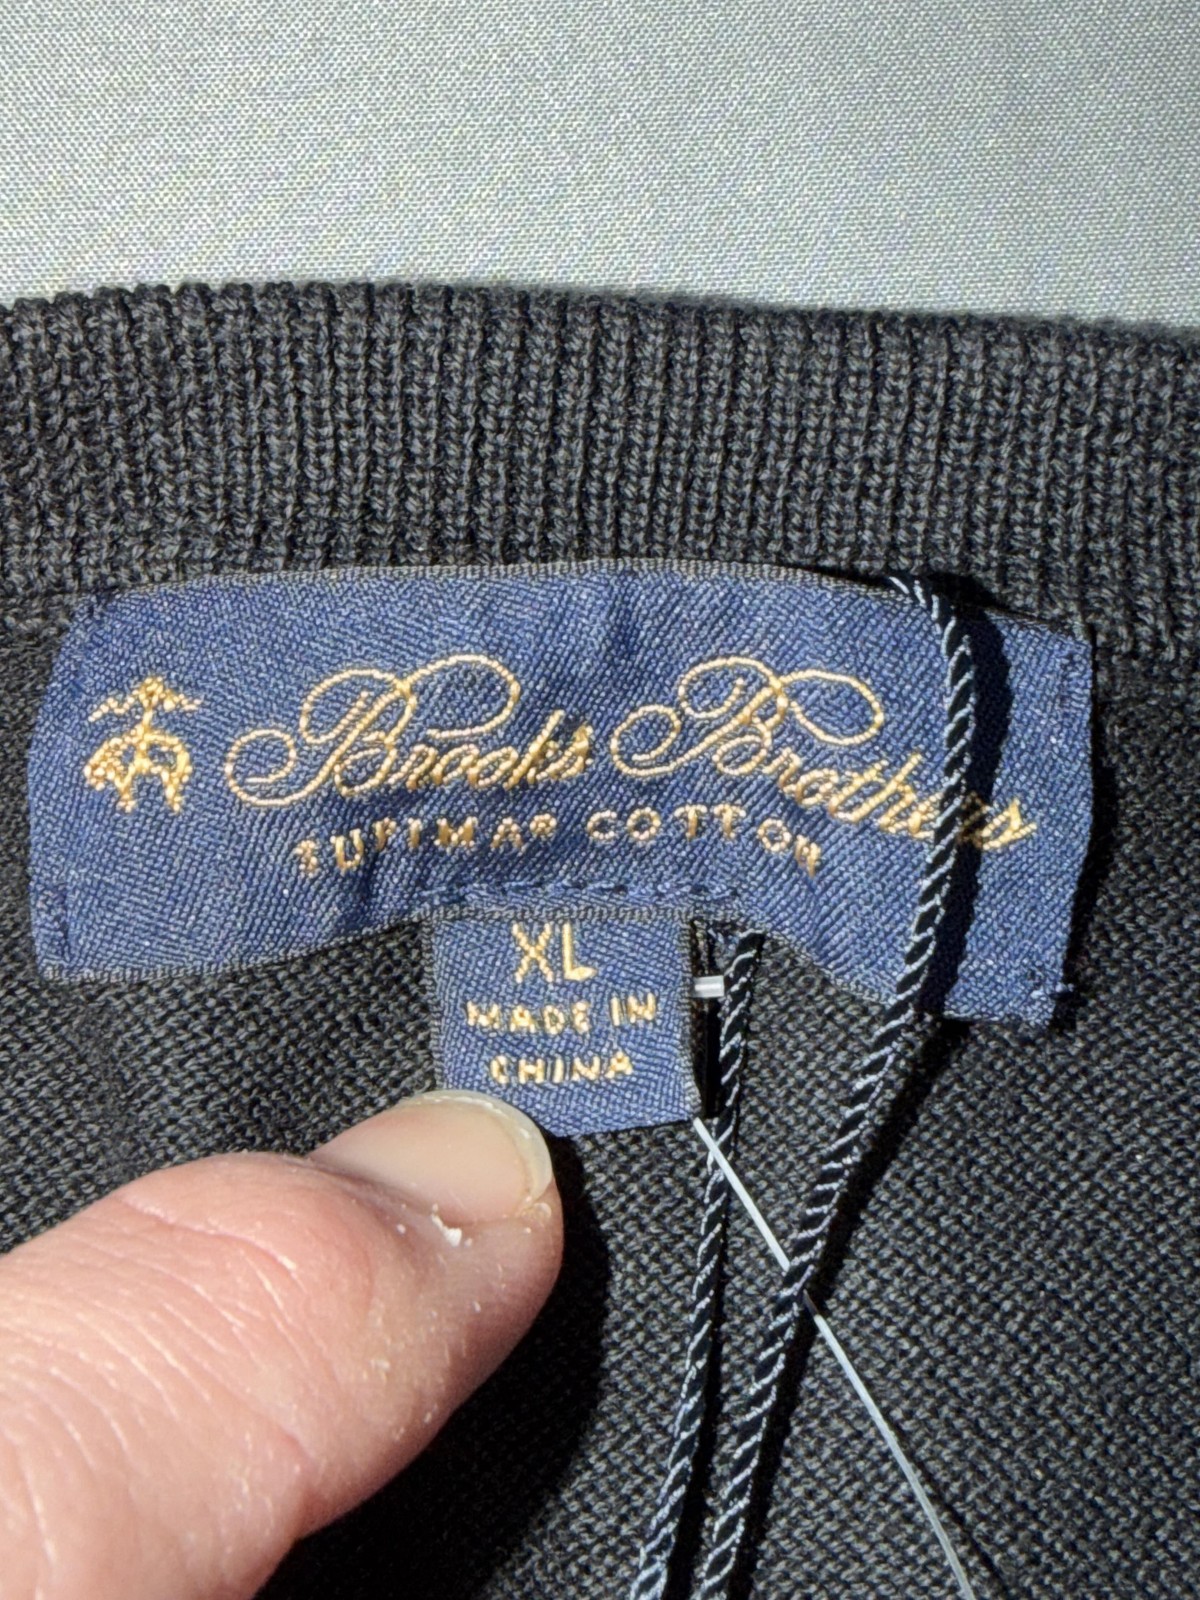 Brooks Brothers
SUPIMA® COTTON
XL
MADE IN
CHINA